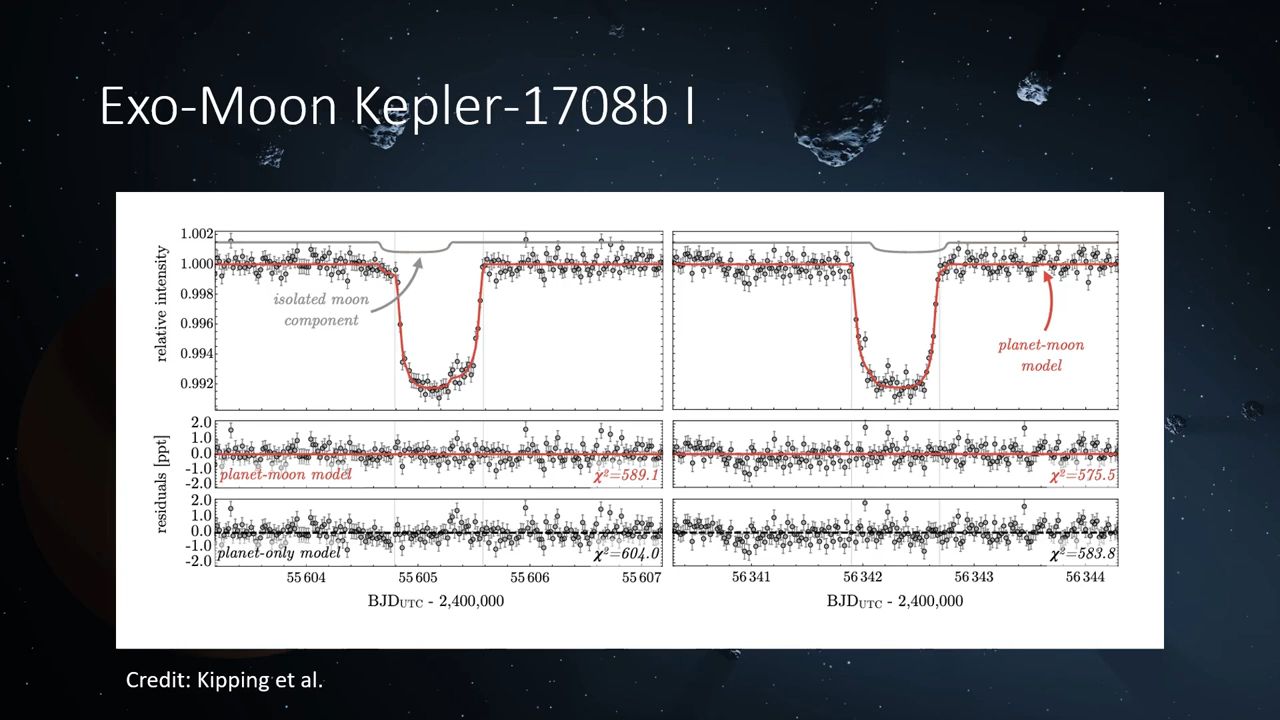 Exo-Moon Kepler-1708b I
1.002
1.000
0.998
0.996
0.994
0.992
relative intensity
isolated moon
component
planet-moon
model
2.0
1.0
0.0
-1.0
-2.0
residuals [ppt]
planet-moon model
χ²=589.1
χ²=575.5
2.0
1.0
0.0
-1.0
-2.0
planet-only model
χ²=604.0
χ²=583.8
55 604 55 605 55 606 55 607
56 341 56 342 56 343 56 344
BJDUTC - 2,400,000
BJDUTC - 2,400,000
Credit: Kipping et al.